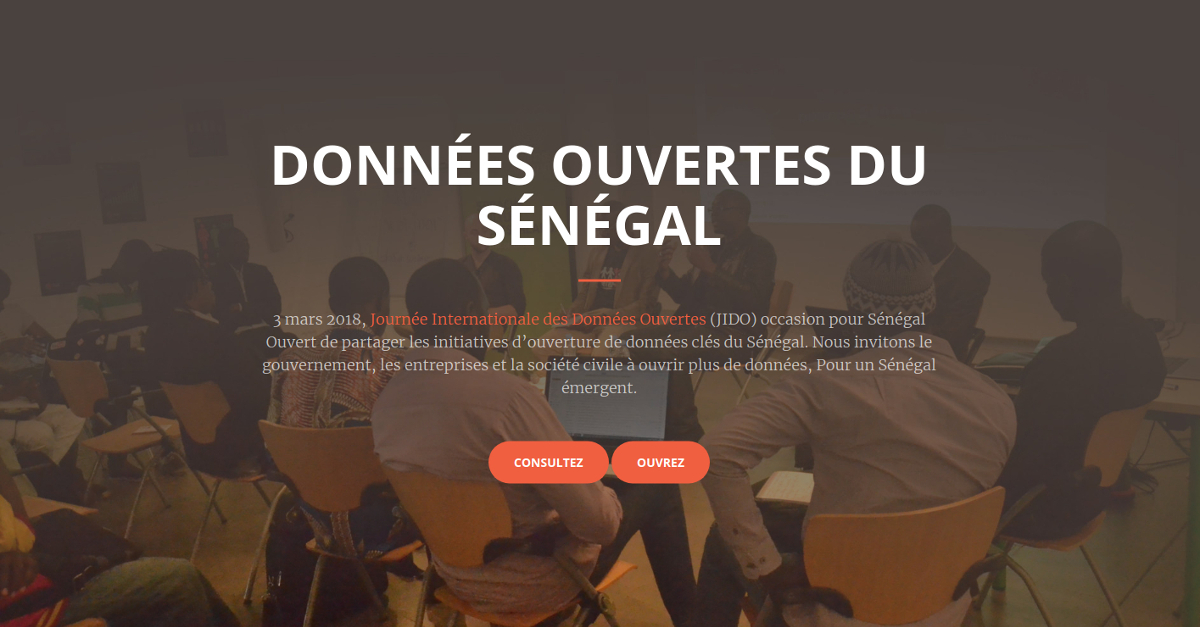 DONNÉES OUVERTES DU
SÉNÉGAL
3 mars 2018, Journée Internationale des Données Ouvertes (JIDO) occasion pour Sénégal
Ouvert de partager les initiatives d’ouverture de données clés du Sénégal. Nous invitons le
gouvernement, les entreprises et la société civile à ouvrir plus de données, Pour un Sénégal
émergent.
CONSULTEZ OUVREZ